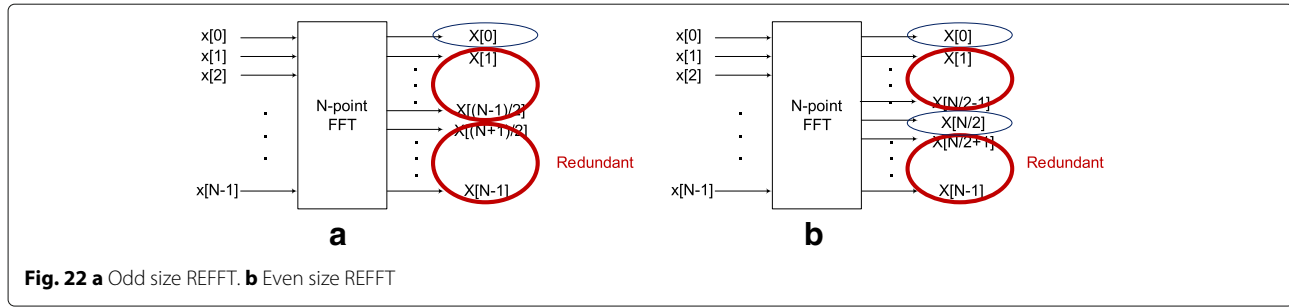 x[0]
x[1]
x[2]
x[N-1]
N-point
FFT
X[0]
X[1]
X[(N-1)/2]
X[(N+1)/2]
X[N-1]
Redundant
a
x[0]
x[1]
x[2]
x[N-1]
N-point
FFT
X[0]
X[1]
X[N/2-1]
X[N/2]
X[N/2+1]
X[N-1]
Redundant
b
Fig. 22 a Odd size REFFT. b Even size REFFT